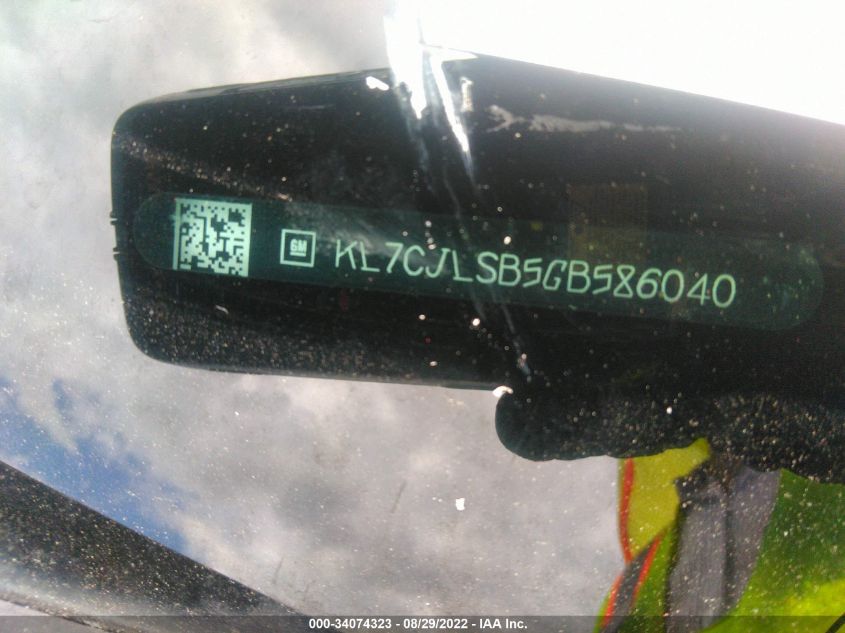 GM KL7CJLSB5GB586040
000-34074323 - 08/29/2022 - IAA Inc.